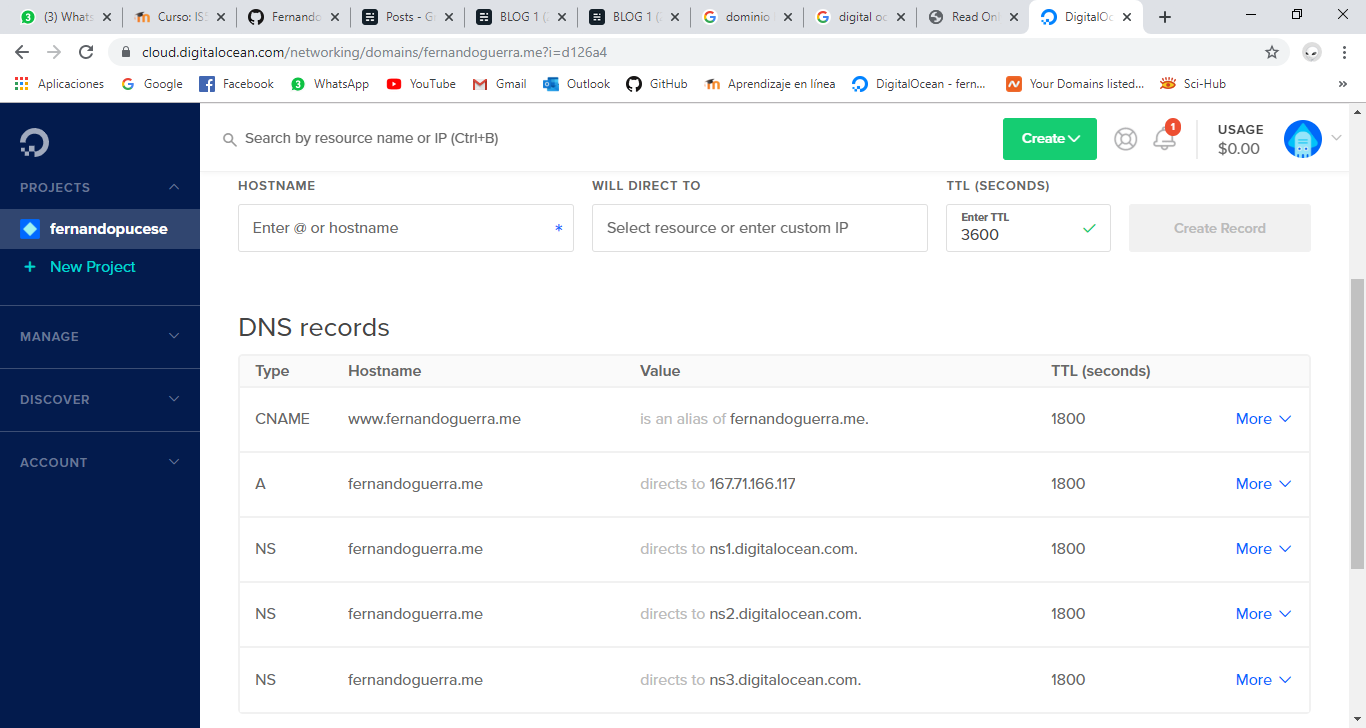 (3) Whats
Curso: IS5
Fernando
Posts - G
BLOG 1 (
BLOG 1 (
dominio
digital oc
Read Onl
DigitalOc
cloud.digitalocean.com/networking/domains/fernandoguerra.me?i=d126a4
Aplicaciones
Google
Facebook
WhatsApp
YouTube
Gmail
Outlook
GitHub
Aprendizaje en línea
DigitalOcean - fern...
Your Domains listed...
Sci-Hub
»
Search by resource name or IP (Ctrl+B)
Create
1
USAGE
$0.00
PROJECTS
fernandopucese
+ New Project
MANAGE
DISCOVER
ACCOUNT
HOSTNAME
WILL DIRECT TO
TTL (SECONDS)
Enter @ or hostname *
Select resource or enter custom IP
Enter TTL
3600
Create Record
DNS records
Type Hostname Value TTL (seconds)
CNAME www.fernandoguerra.me is an alias of fernandoguerra.me. 1800 More
A fernandoguerra.me directs to 167.71.166.117 1800 More
NS fernandoguerra.me directs to ns1.digitalocean.com. 1800 More
NS fernandoguerra.me directs to ns2.digitalocean.com. 1800 More
NS fernandoguerra.me directs to ns3.digitalocean.com. 1800 More